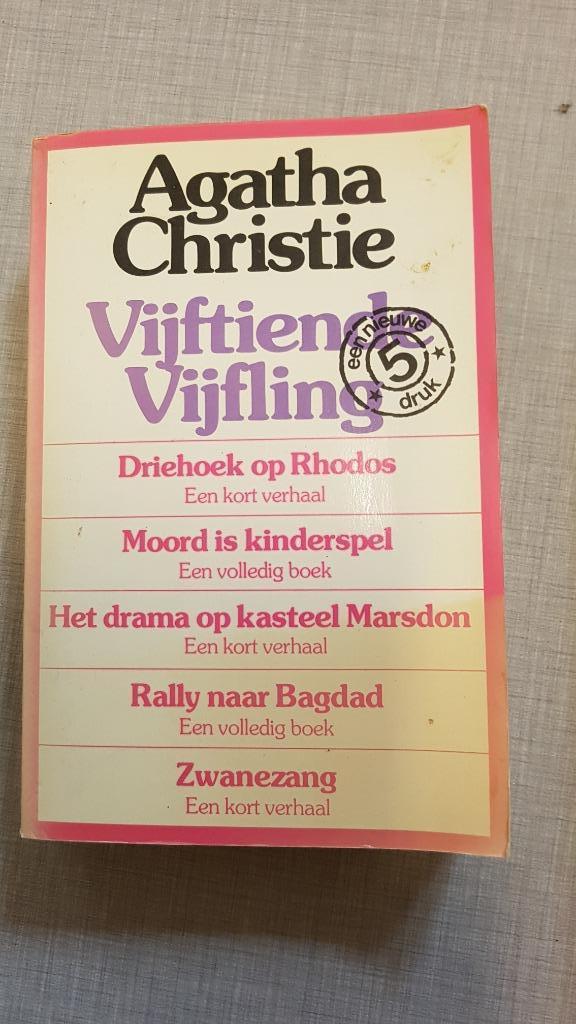 Agatha
Christie
Vijftiende
Vijfling
een nieuwe
5
druk
Driehoek op Rhodos
Een kort verhaal
Moord is kinderspel
Een volledig boek
Het drama op kasteel Marsdon
Een kort verhaal
Rally naar Bagdad
Een volledig boek
Zwanezang
Een kort verhaal